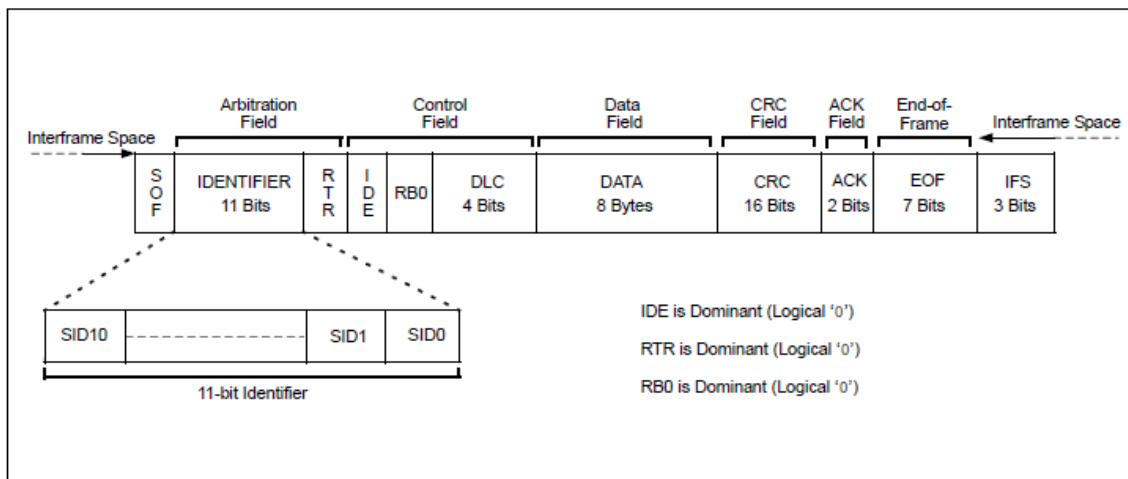 Arbitration
Field
Control
Field
Data
Field
CRC
Field
ACK
Field
End-of-
Frame
Interframe Space
Interframe Space
SOF
IDENTIFIER
11 Bits
RTR
IDE
RB0
DLC
4 Bits
DATA
8 Bytes
CRC
16 Bits
ACK
2 Bits
EOF
7 Bits
IFS
3 Bits
SID10
SID1
SID0
11-bit Identifier
IDE is Dominant (Logical ‘0’)
RTR is Dominant (Logical ‘0’)
RB0 is Dominant (Logical ‘0’)